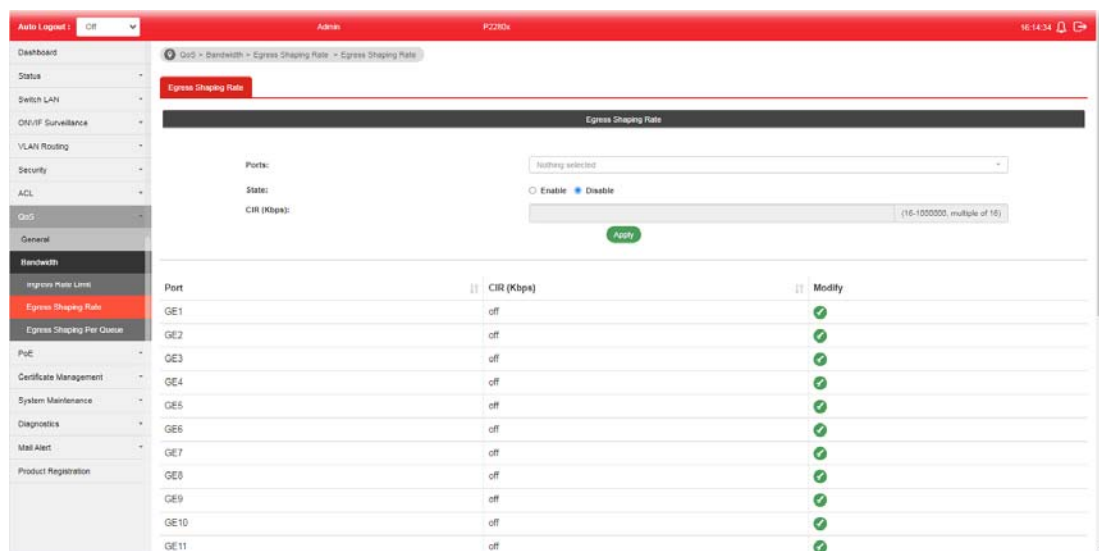 Auto Logout : Off Admin P2280x 16:14:34
Dashboard
Status
Switch LAN
ONVIF Surveillance
VLAN Routing
Security
ACL
QoS
General
Bandwidth
Ingress Rate Limit
Egress Shaping Rate
Egress Shaping Per Queue
PoE
Certificate Management
System Maintenance
Diagnostics
Mail Alert
Product Registration
QoS > Bandwidth > Egress Shaping Rate > Egress Shaping Rate
Egress Shaping Rate
Egress Shaping Rate
Ports: Nothing selected
State: Enable Disable
CIR (Kbps): (16-1000000, multiple of 16)
Apply
Port CIR (Kbps) Modify
GE1 off
GE2 off
GE3 off
GE4 off
GE5 off
GE6 off
GE7 off
GE8 off
GE9 off
GE10 off
GE11 off